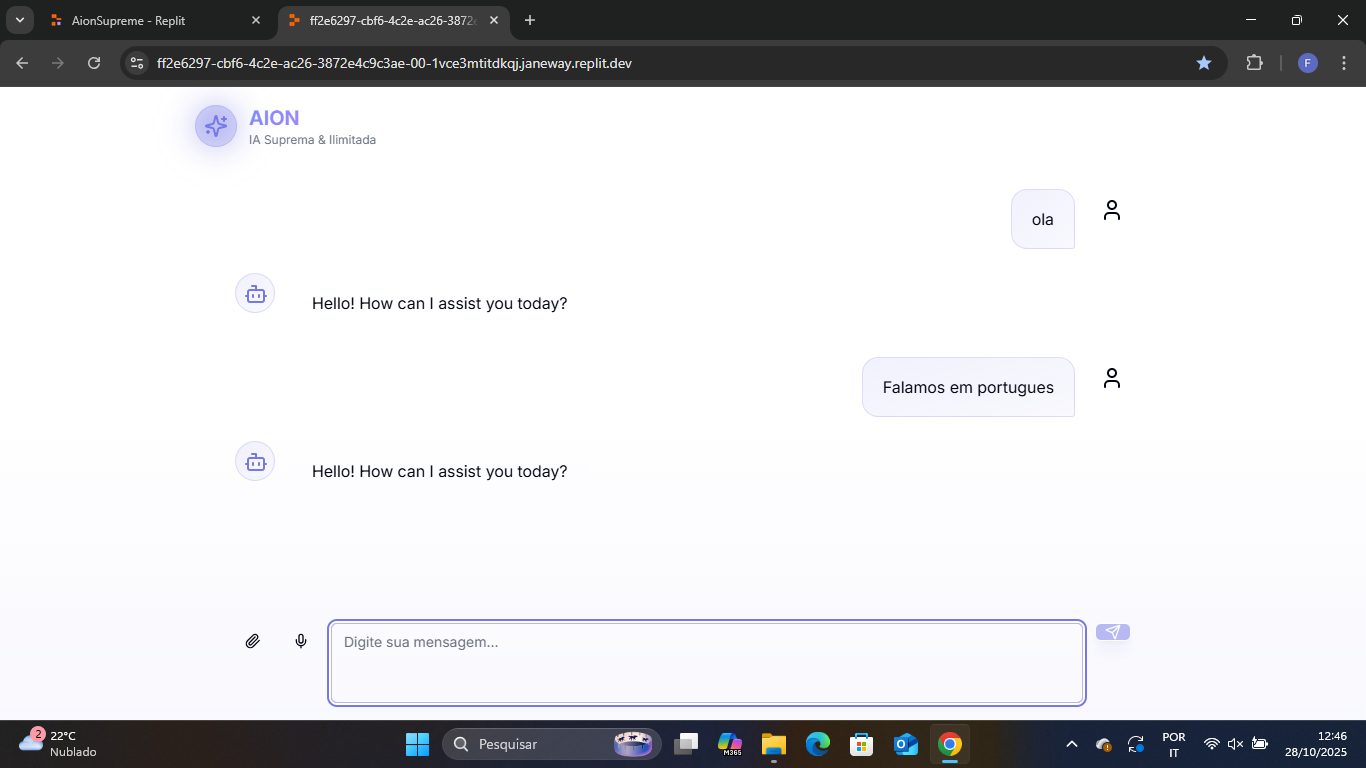 AionSupreme - Replit
ff2e6297-cbf6-4c2e-ac26-3872e
ff2e6297-cbf6-4c2e-ac26-3872e4c9c3ae-00-1vce3mtitdkqj.janeway.replit.dev
F
AION
IA Suprema & Ilimitada
ola
Hello! How can I assist you today?
Falamos em portugues
Hello! How can I assist you today?
Digite sua mensagem...
2
22°C
Nublado
Pesquisar
M365
POR
IT
12:46
28/10/2025